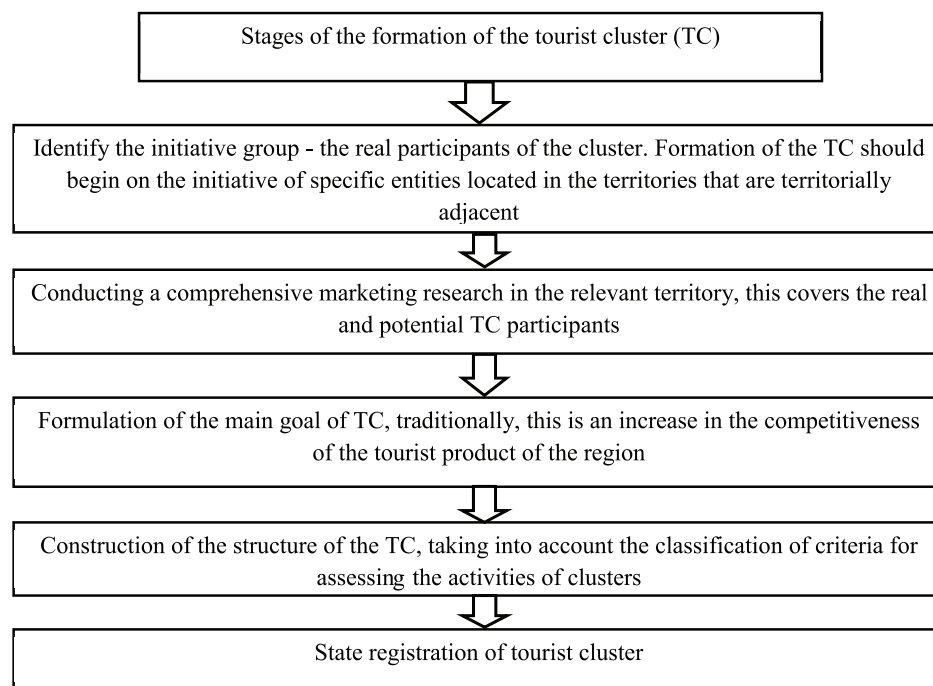 Stages of the formation of the tourist cluster (TC)
Identify the initiative group - the real participants of the cluster. Formation of the TC should
begin on the initiative of specific entities located in the territories that are territorially
adjacent
Conducting a comprehensive marketing research in the relevant territory, this covers the real
and potential TC participants
Formulation of the main goal of TC, traditionally, this is an increase in the competitiveness
of the tourist product of the region
Construction of the structure of the TC, taking into account the classification of criteria for
assessing the activities of clusters
State registration of tourist cluster